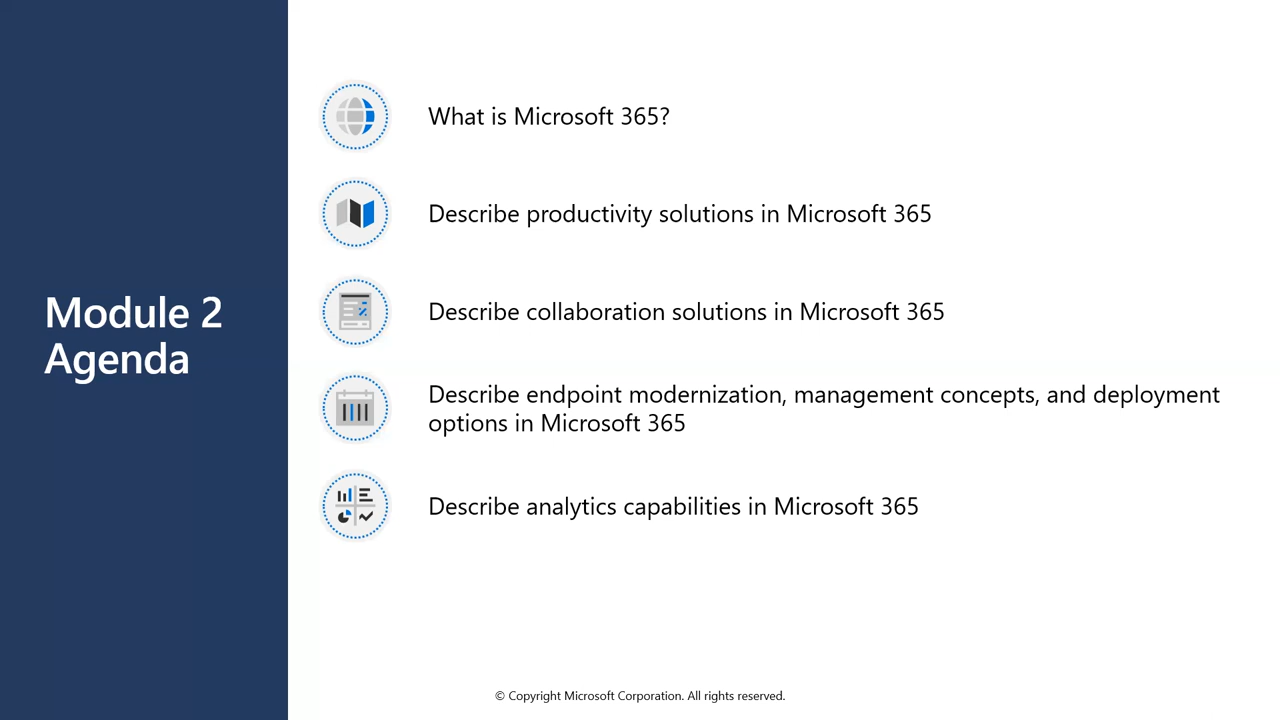 Module 2
Agenda
What is Microsoft 365?
Describe productivity solutions in Microsoft 365
Describe collaboration solutions in Microsoft 365
Describe endpoint modernization, management concepts, and deployment
options in Microsoft 365
Describe analytics capabilities in Microsoft 365
© Copyright Microsoft Corporation. All rights reserved.